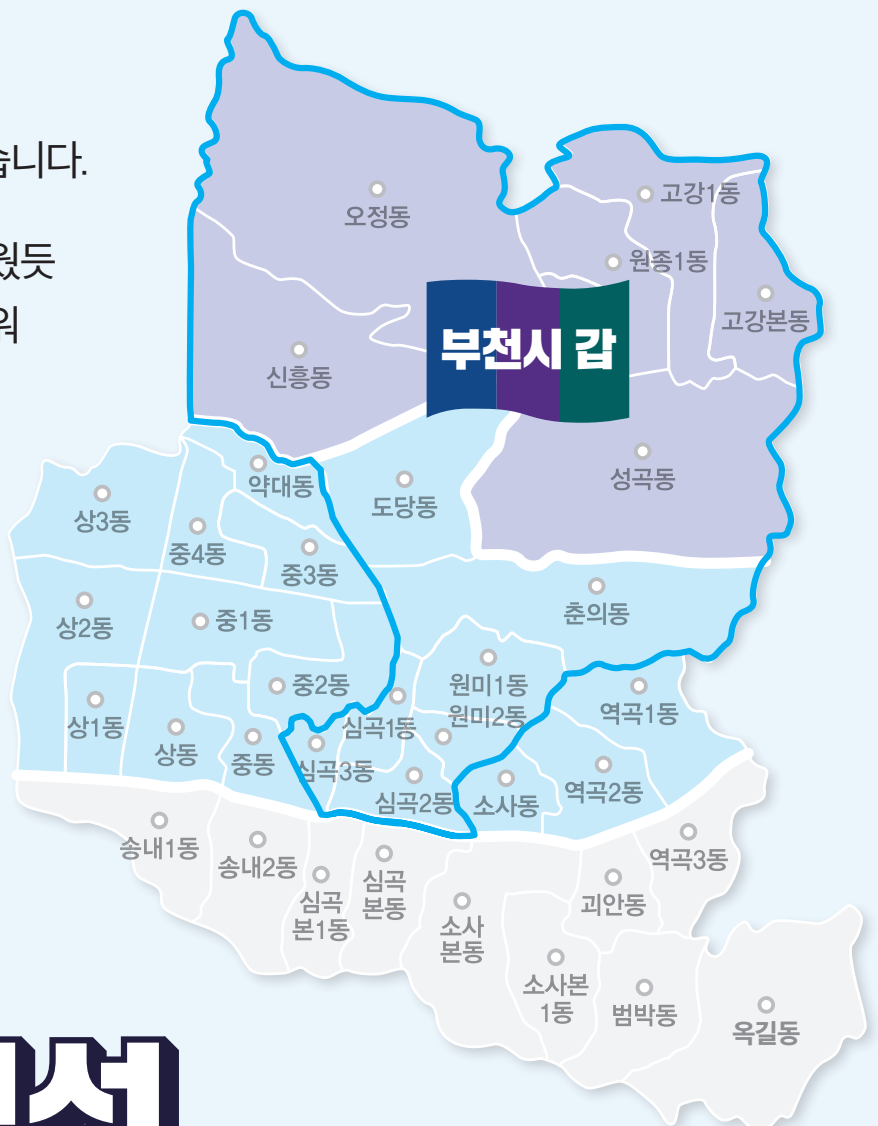 습니다.
웠듯
워
오정동
고강1동
원종1동
고강본동
부천시 갑
신흥동
성곡동
약대동
도당동
상3동
중4동
중3동
춘의동
상2동
중1동
중2동
원미1동
원미2동
역곡1동
상1동
심곡1동
상동
중동
심곡3동
심곡2동
소사동
역곡2동
송내1동
송내2동
심곡
본1동
심곡
본동
소사
본동
소사본
1동
괴안동
역곡3동
범박동
옥길동